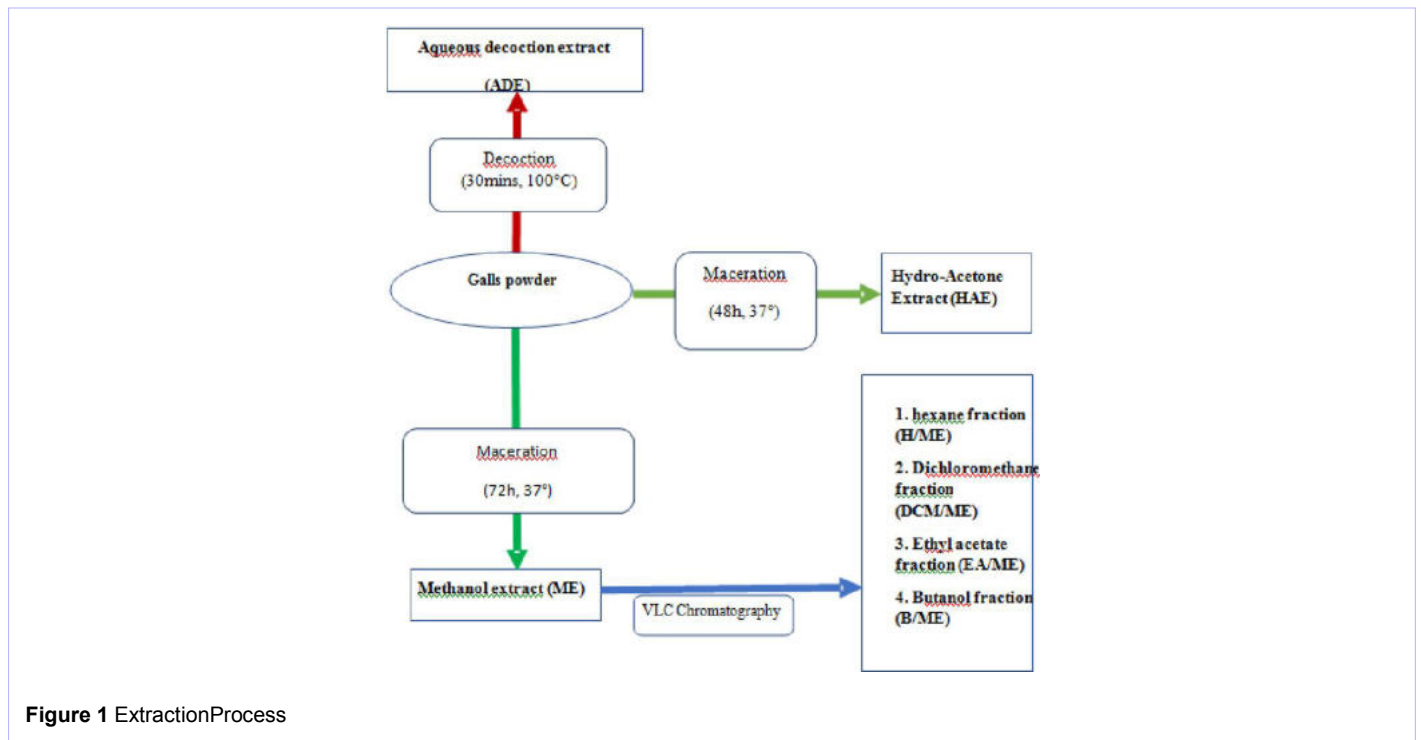 Aqueous decoction extract
(ADE)
Decoction
(30mins, 100°C)
Galls powder
Maceration
(48h, 37°)
Hydro-Acetone
Extract (HAE)
Maceration
(72h, 37°)
Methanol extract (ME)
VLC Chromatography
1. hexane fraction
(H/ME)
2. Dichloromethane
fraction
(DCM/ME)
3. Ethyl acetate
fraction (EA/ME)
4. Butanol fraction
(B/ME)
Figure 1 ExtractionProcess